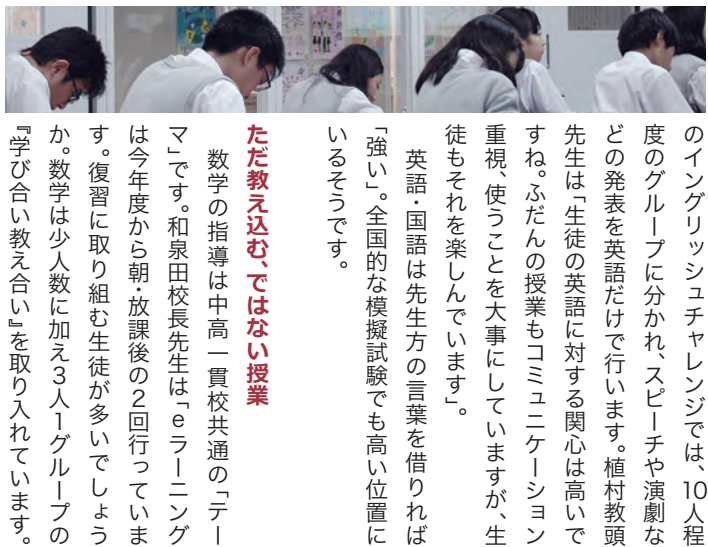 のイングリッシュチャレンジでは、10人程
度のグループに分かれ、スピーチや演劇な
どの発表を英語だけで行います。植村教頭
先生は「生徒の英語に対する関心は高いで
すね。ふだんの授業もコミュニケーション
重視、使うことを大事にしていますが、生
徒もそれを楽しんでいます」。
英語・国語は先生方の言葉を借りれば
「強い」。全国的な模擬試験でも高い位置に
いるそうです。
ただ教え込む、ではない授業
数学の指導は中高一貫校共通の「テー
マ」です。和泉田校長先生は「eラーニング
は今年度から朝・放課後の2回行っていま
す。復習に取り組む生徒が多いでしょう
か。数学は少人数に加え3人1グループの
『学び合い教え合い』を取り入れています。